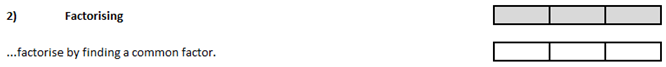 2) Factorising
...factorise by finding a common factor.